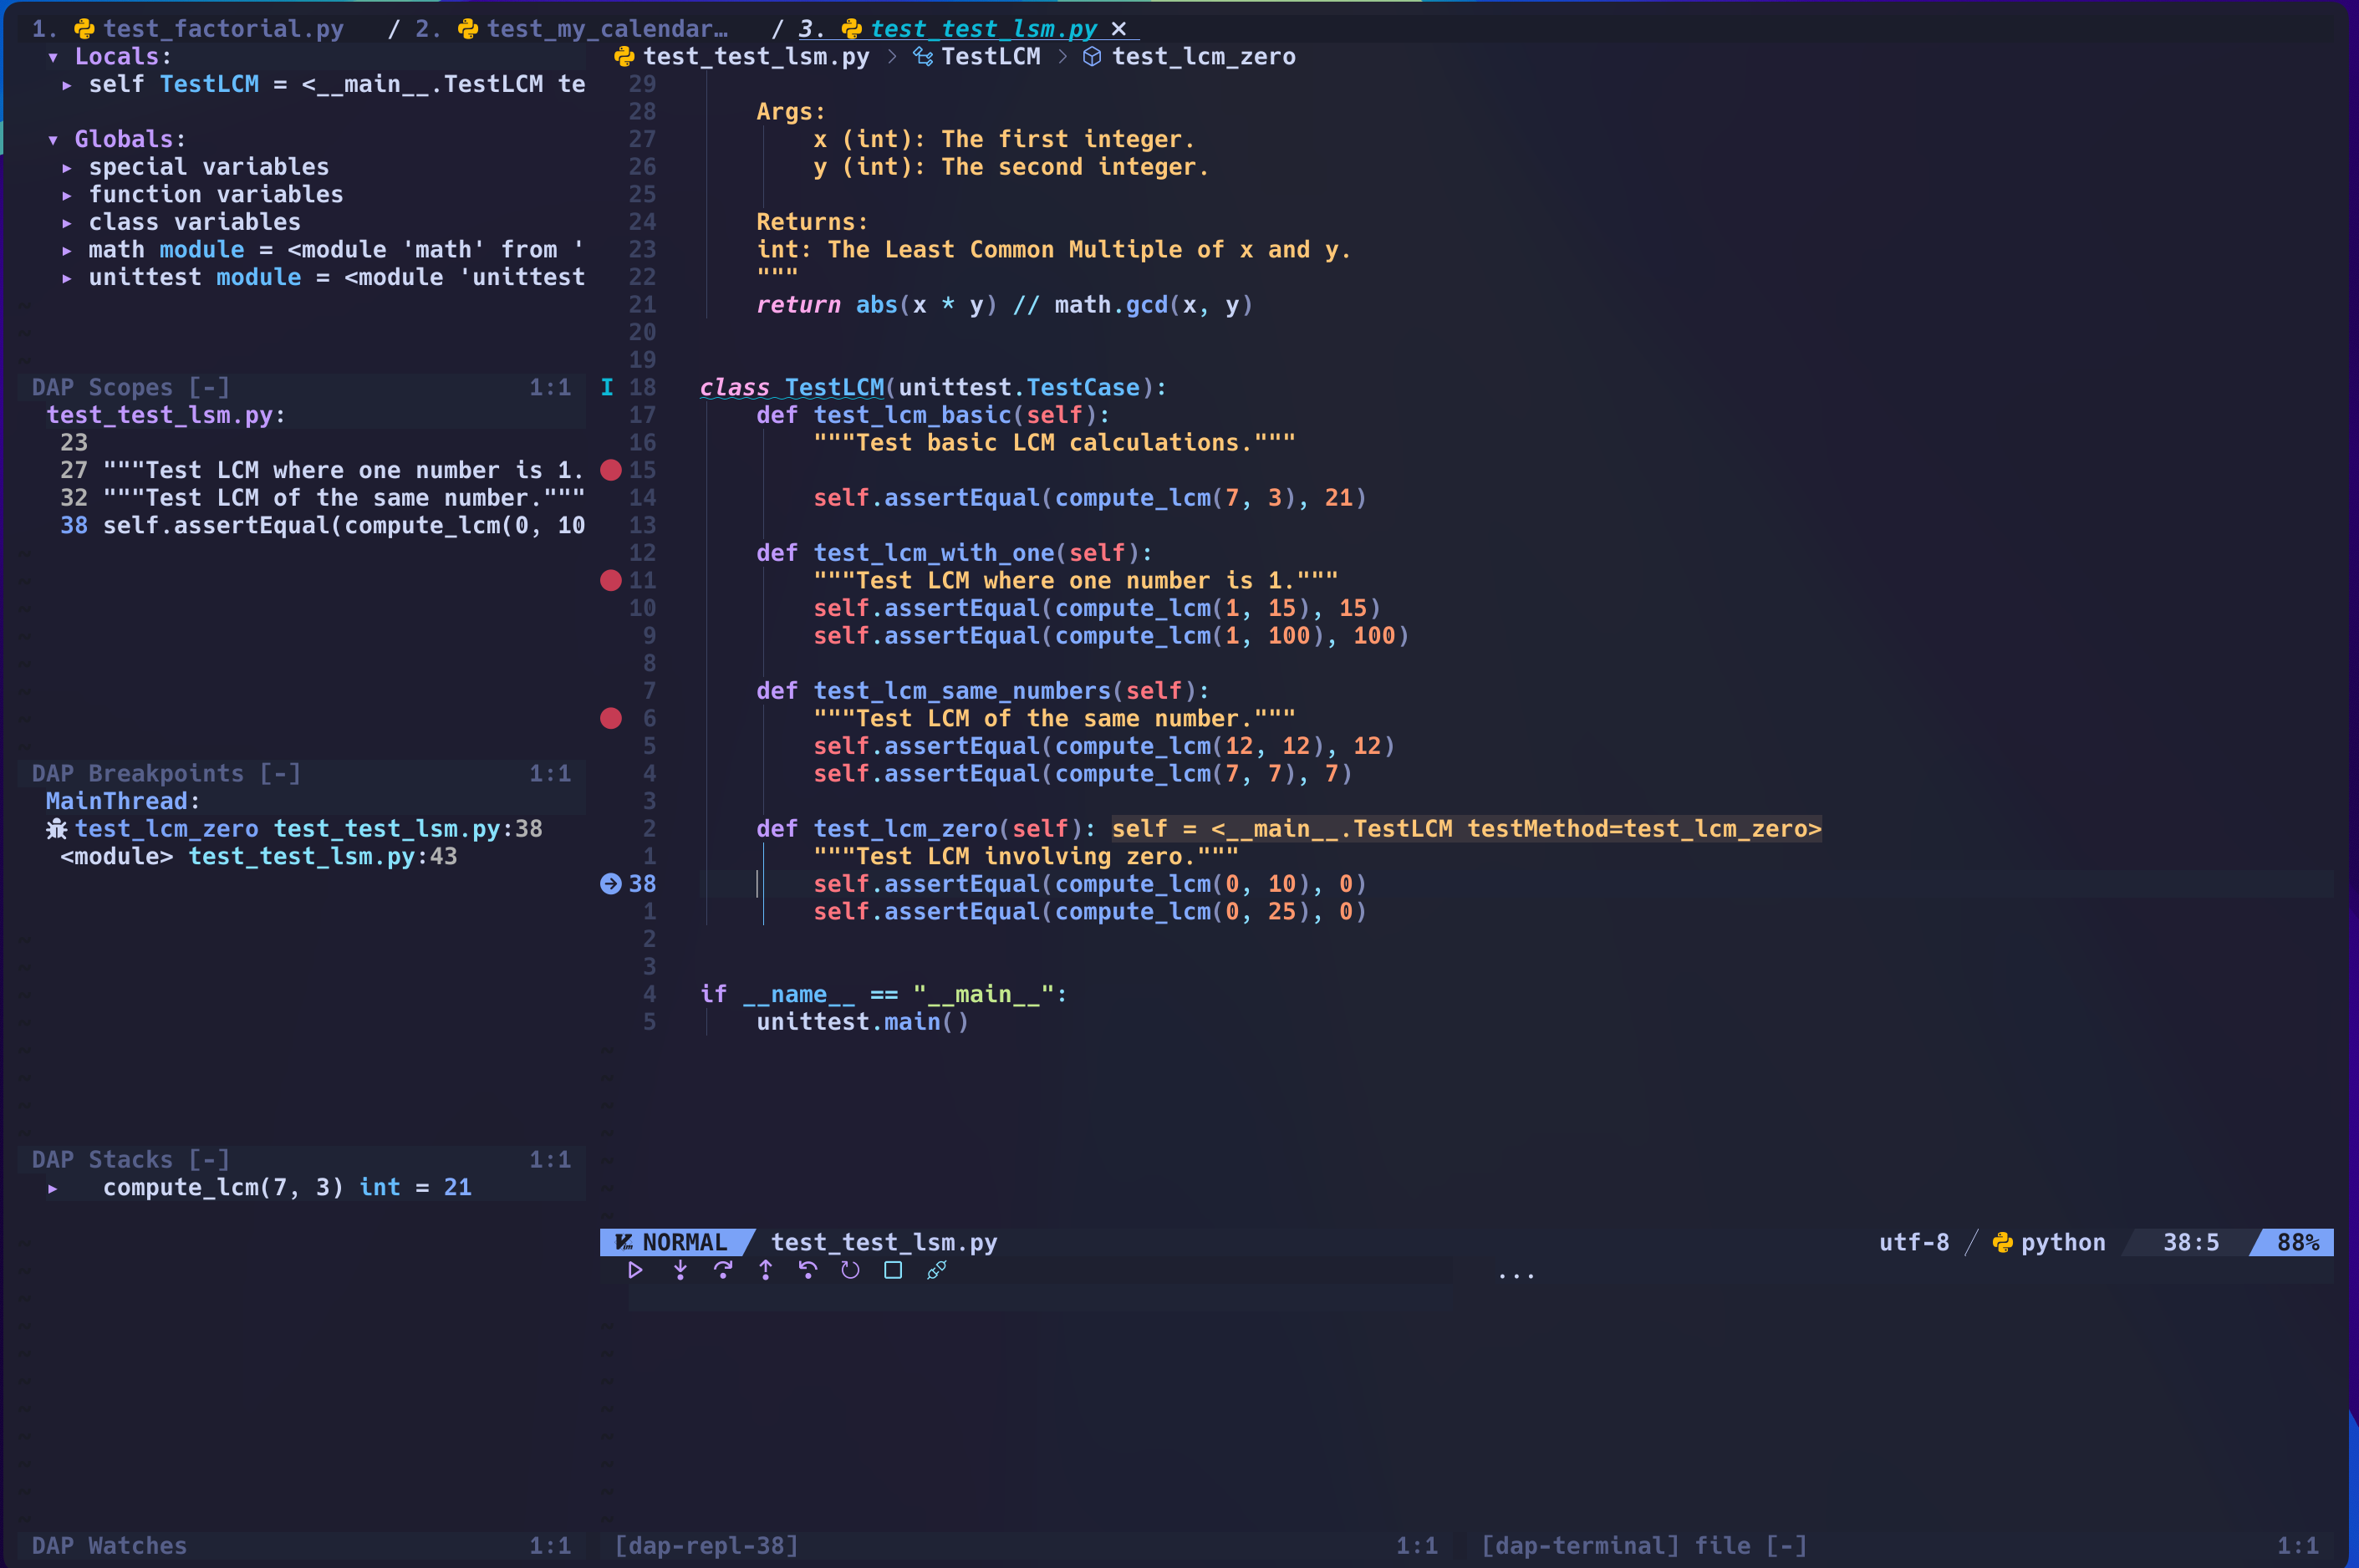 1. test_factorial.py / 2. test_my_calendar… / 3. test_test_lsm.py ✕
▾ Locals:
▸ self TestLCM = <__main__.TestLCM te
▾ Globals:
▸ special variables
▸ function variables
▸ class variables
▸ math module = <module 'math' from '
▸ unittest module = <module 'unittest
DAP Scopes [-] 1:1
test_test_lsm.py:
23
27 """Test LCM where one number is 1.
32 """Test LCM of the same number."""
38 self.assertEqual(compute_lcm(0, 10
DAP Breakpoints [-] 1:1
MainThread:
test_lcm_zero test_test_lsm.py:38
<module> test_test_lsm.py:43
DAP Stacks [-] 1:1
▸ compute_lcm(7, 3) int = 21
DAP Watches 1:1
test_test_lsm.py > TestLCM > test_lcm_zero
29
28 Args:
27 x (int): The first integer.
26 y (int): The second integer.
25
24 Returns:
23 int: The Least Common Multiple of x and y.
22 """
21 return abs(x * y) // math.gcd(x, y)
20
19
I 18 class TestLCM(unittest.TestCase):
17 def test_lcm_basic(self):
16 """Test basic LCM calculations."""
15
14 self.assertEqual(compute_lcm(7, 3), 21)
13
12 def test_lcm_with_one(self):
11 """Test LCM where one number is 1."""
10 self.assertEqual(compute_lcm(1, 15), 15)
9 self.assertEqual(compute_lcm(1, 100), 100)
8
7 def test_lcm_same_numbers(self):
6 """Test LCM of the same number."""
5 self.assertEqual(compute_lcm(12, 12), 12)
4 self.assertEqual(compute_lcm(7, 7), 7)
3
2 def test_lcm_zero(self): self = <__main__.TestLCM testMethod=test_lcm_zero>
1 """Test LCM involving zero."""
38 self.assertEqual(compute_lcm(0, 10), 0)
1 self.assertEqual(compute_lcm(0, 25), 0)
2
3
4 if __name__ == "__main__":
5 unittest.main()
NORMAL test_test_lsm.py utf-8 / python 38:5 88%
...
[dap-repl-38] 1:1
[dap-terminal] file [-] 1:1